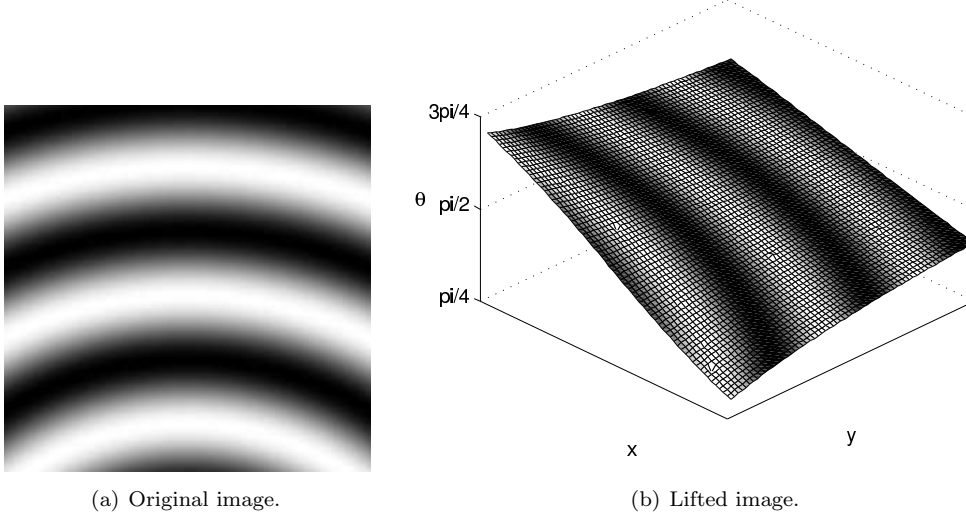 3pi/4
θ pi/2
pi/4
x
y
(a) Original image.
(b) Lifted image.